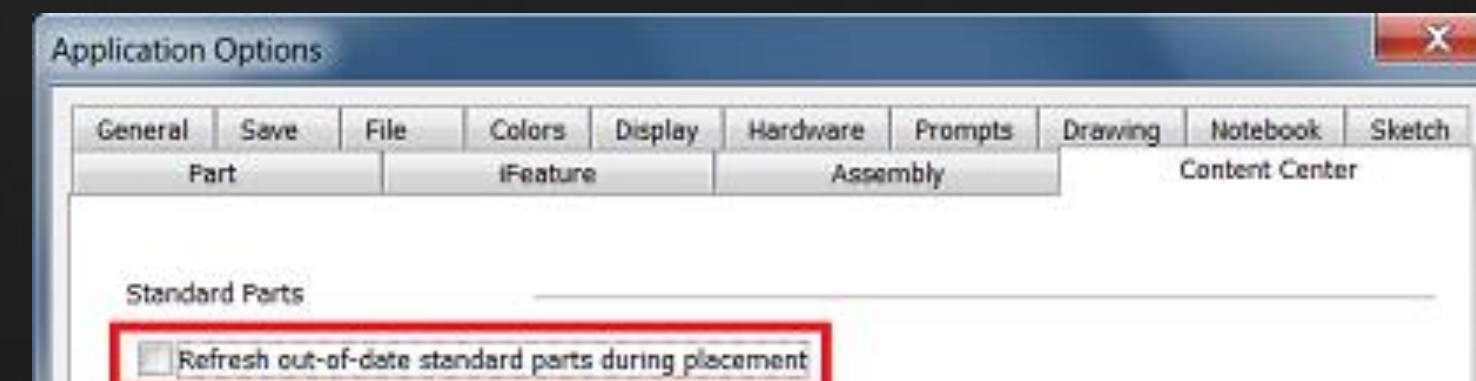 Application Options
General Save File Colors Display Hardware Prompts Drawing Notebook Sketch
Part iFeature Assembly Content Center
Standard Parts
Refresh out-of-date standard parts during placement